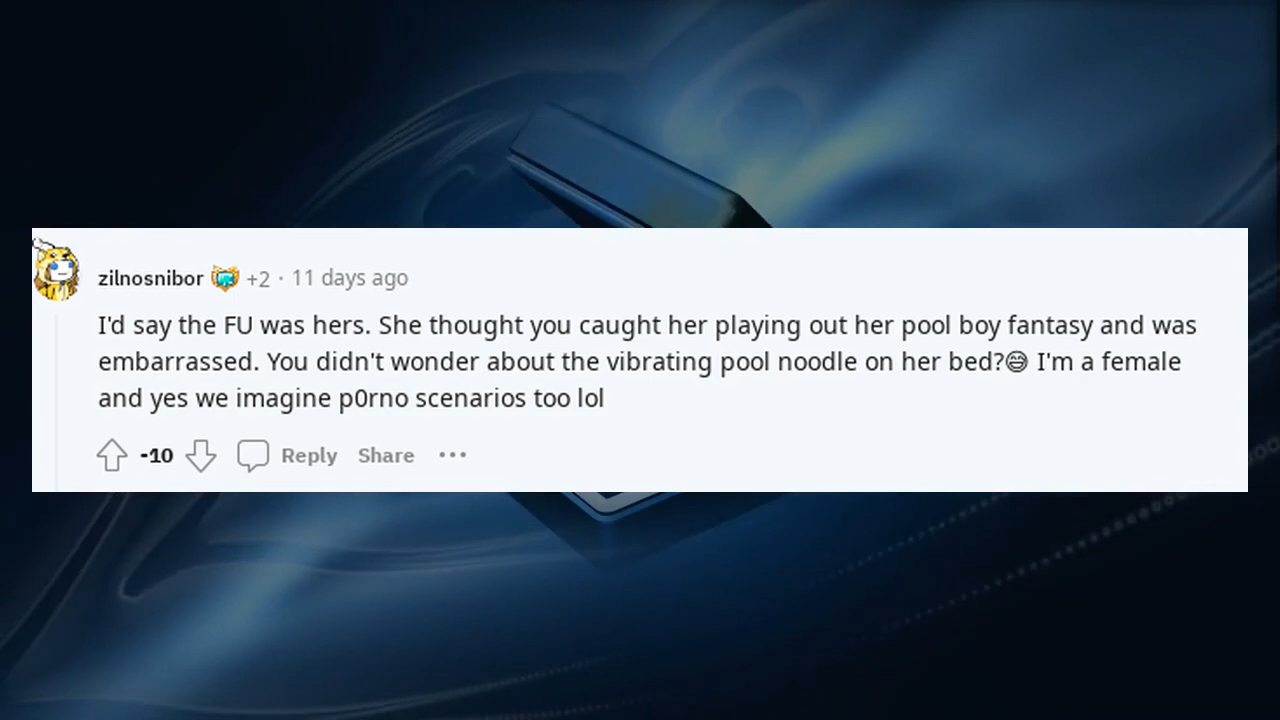 zilnosnibor +2 · 11 days ago
I'd say the FU was hers. She thought you caught her playing out her pool boy fantasy and was
embarrassed. You didn't wonder about the vibrating pool noodle on her bed?😅 I'm a female
and yes we imagine p0rno scenarios too lol
-10 Reply Share ···